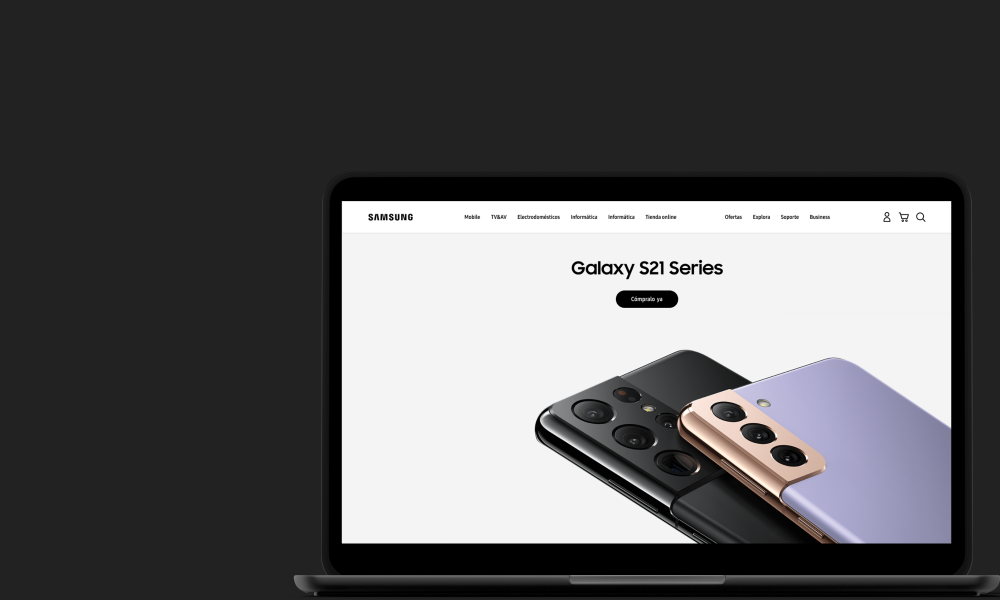 SAMSUNG Mobile TV&AV Electrodomésticos Informática Informática Tienda online Ofertas Explora Soporte Business
Galaxy S21 Series
Cómpralo ya